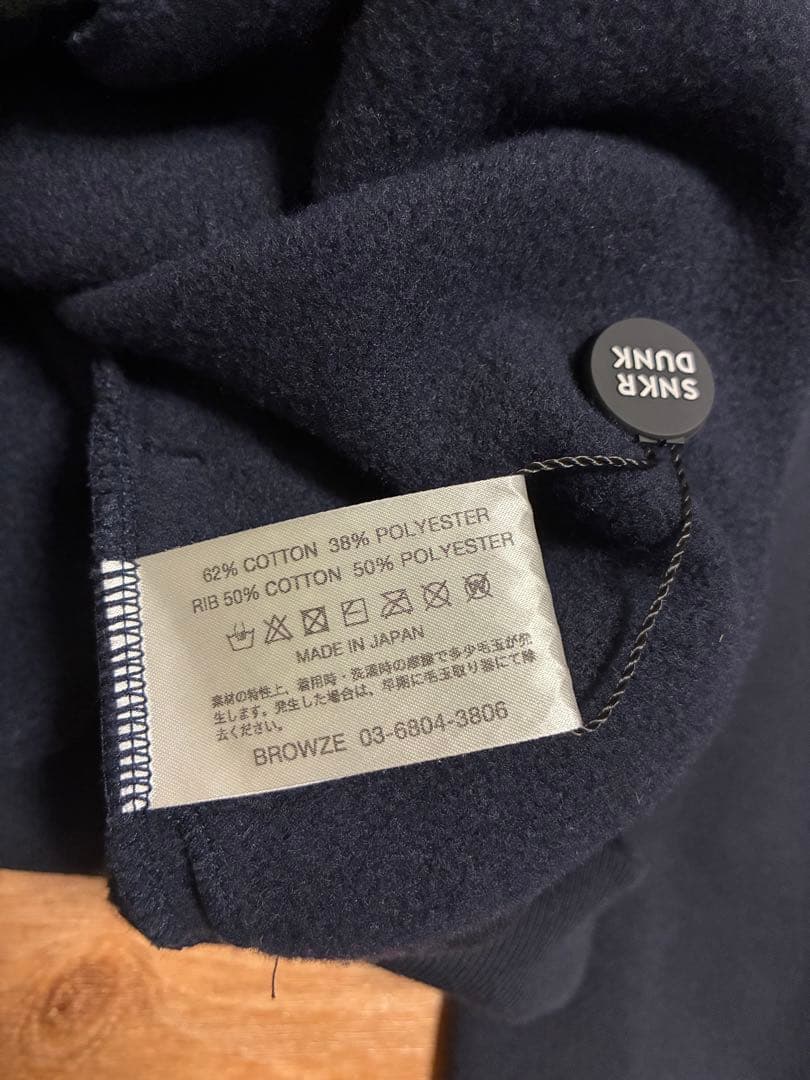 SNKR
DUNK
62% COTTON 38% POLYESTER
RIB 50% COTTON 50% POLYESTER
MADE IN JAPAN
素材の特性上、着用時・洗濯時の摩擦で多少毛玉が発
生します。発生した場合は、早期に毛玉取り器にて除
去ください。
BROWZE 03-6804-3806